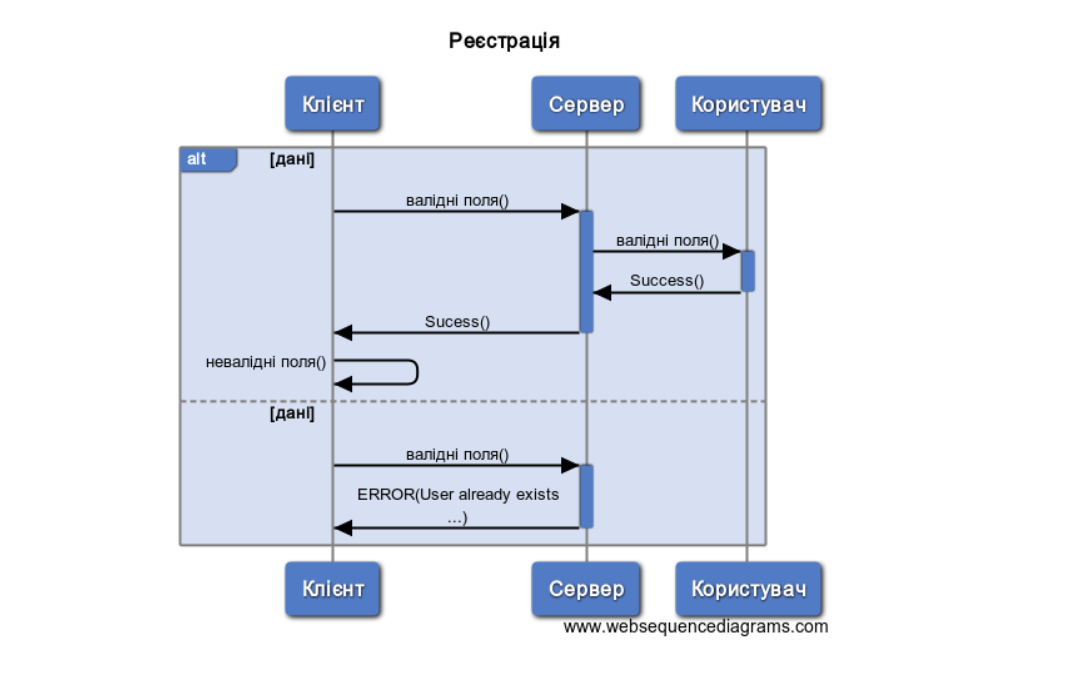 Реєстрація
Клієнт
Сервер
Користувач
alt
[дані]
валідні поля()
валідні поля()
Success()
Sucess()
невалідні поля()
[дані]
валідні поля()
ERROR(User already exists
...)
Клієнт
Сервер
Користувач
www.websequencediagrams.com